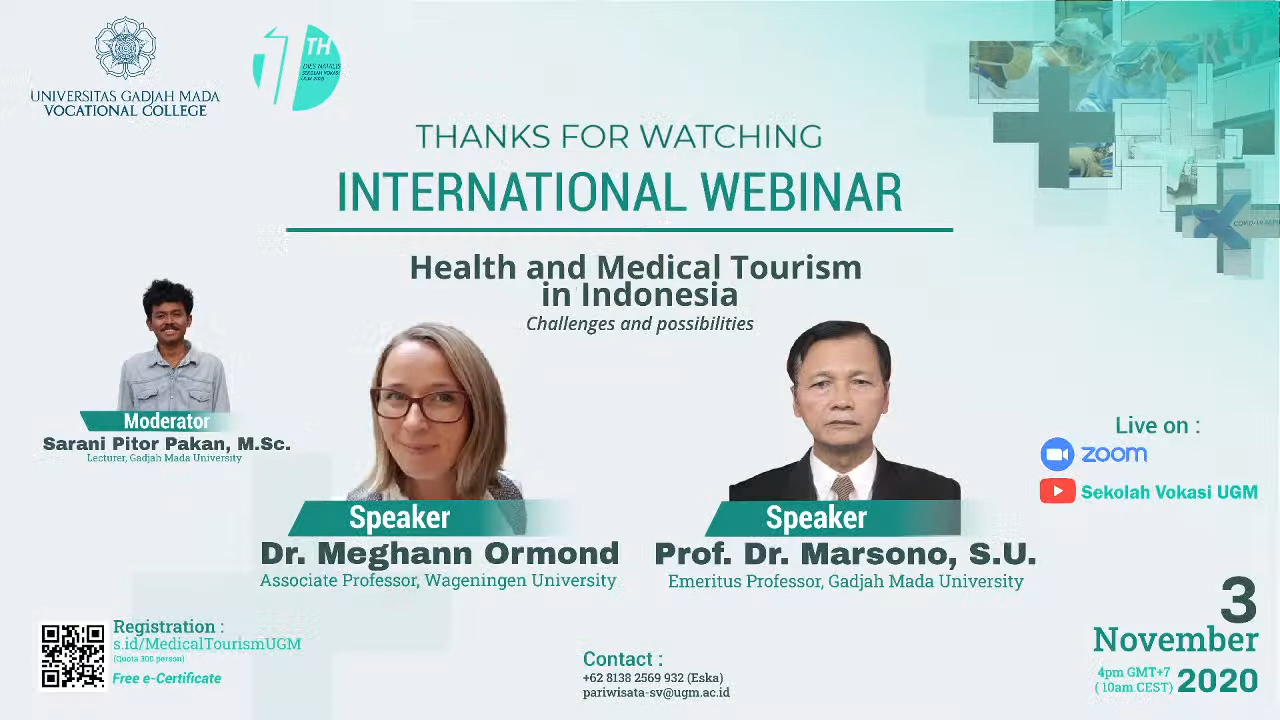 UNIVERSITAS GADJAH MADA
VOCATIONAL COLLEGE
TH
DIES NATALIS
SEKOLAH VOKASI
THANKS FOR WATCHING
INTERNATIONAL WEBINAR
Health and Medical Tourism
in Indonesia
Challenges and possibilities
Moderator
Sarani Pitor Pakan, M.Sc.
Lecturer, Gadjah Mada University
Speaker
Dr. Meghann Ormond
Associate Professor, Wageningen University
Speaker
Prof. Dr. Marsono, S.U.
Emeritus Professor, Gadjah Mada University
Live on :
zoom
Sekolah Vokasi UGM
Registration :
s.id/MedicalTourismUGM
(Quota 300 person)
Free e-Certificate
Contact :
+62 8138 2569 932 (Eska)
pariwisata-sv@ugm.ac.id
3
November
4pm GMT+7
( 10am CEST)
2020